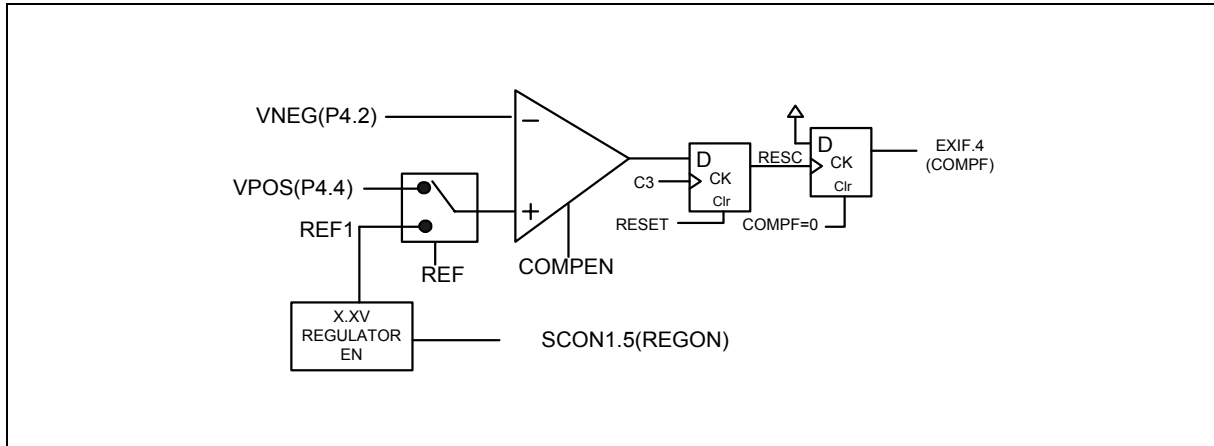 VNEG(P4.2)
−
VPOS(P4.4)
REF1
+
REF
COMPEN
D
C3
CK
Clr
RESET
RESC
D
CK
Clr
COMPF=0
EXIF.4
(COMPF)
X.XV
REGULATOR
EN
SCON1.5(REGON)